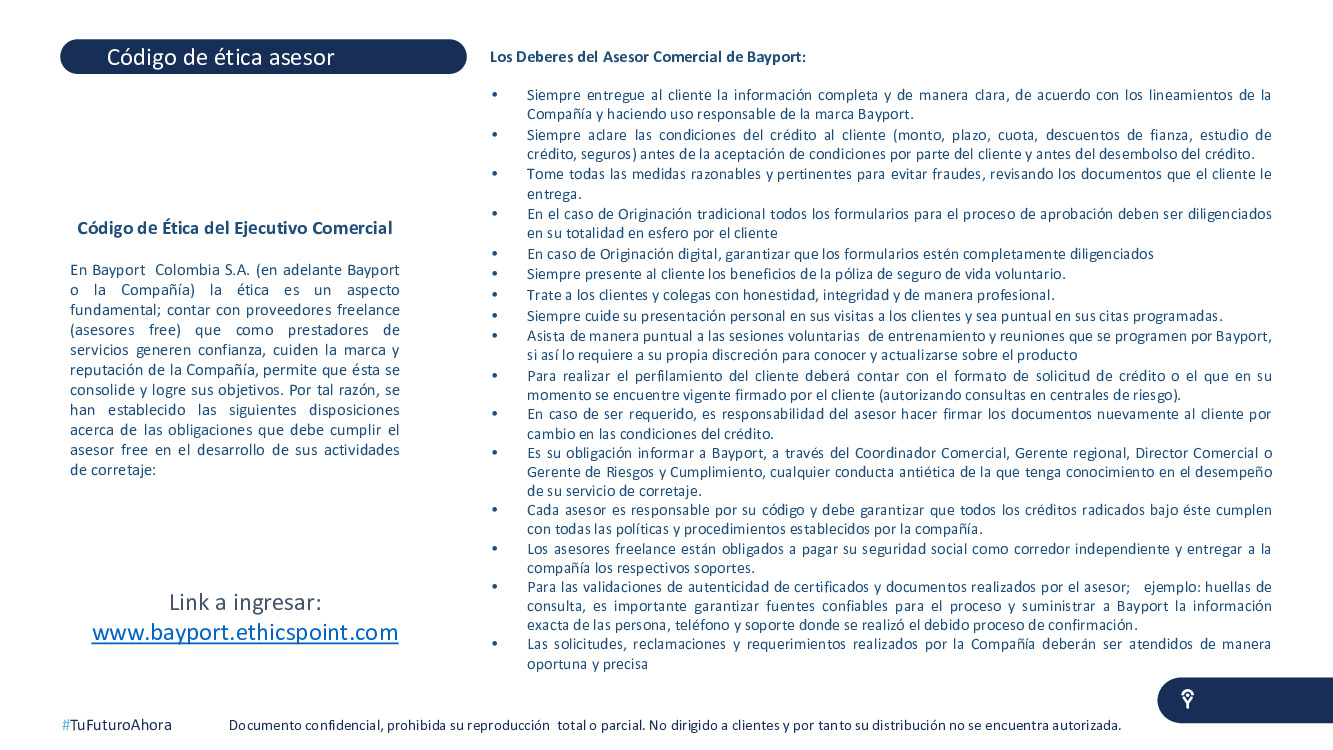 Código de ética asesor
Código de Ética del Ejecutivo Comercial
En Bayport Colombia S.A. (en adelante Bayport
o la Compañía) la ética es un aspecto
fundamental; contar con proveedores freelance
(asesores free) que como prestadores de
servicios generen confianza, cuiden la marca y
reputación de la Compañía, permite que ésta se
consolide y logre sus objetivos. Por tal razón, se
han establecido las siguientes disposiciones
acerca de las obligaciones que debe cumplir el
asesor free en el desarrollo de sus actividades
de corretaje:
Link a ingresar:
www.bayport.ethicspoint.com
Los Deberes del Asesor Comercial de Bayport:
• Siempre entregue al cliente la información completa y de manera clara, de acuerdo con los lineamientos de la
Compañía y haciendo uso responsable de la marca Bayport.
• Siempre aclare las condiciones del crédito al cliente (monto, plazo, cuota, descuentos de fianza, estudio de
crédito, seguros) antes de la aceptación de condiciones por parte del cliente y antes del desembolso del crédito.
• Tome todas las medidas razonables y pertinentes para evitar fraudes, revisando los documentos que el cliente le
entrega.
• En el caso de Originación tradicional todos los formularios para el proceso de aprobación deben ser diligenciados
en su totalidad en esfero por el cliente
• En caso de Originación digital, garantizar que los formularios estén completamente diligenciados
• Siempre presente al cliente los beneficios de la póliza de seguro de vida voluntario.
• Trate a los clientes y colegas con honestidad, integridad y de manera profesional.
• Siempre cuide su presentación personal en sus visitas a los clientes y sea puntual en sus citas programadas.
• Asista de manera puntual a las sesiones voluntarias de entrenamiento y reuniones que se programen por Bayport,
si así lo requiere a su propia discreción para conocer y actualizarse sobre el producto
• Para realizar el perfilamiento del cliente deberá contar con el formato de solicitud de crédito o el que en su
momento se encuentre vigente firmado por el cliente (autorizando consultas en centrales de riesgo).
• En caso de ser requerido, es responsabilidad del asesor hacer firmar los documentos nuevamente al cliente por
cambio en las condiciones del crédito.
• Es su obligación informar a Bayport, a través del Coordinador Comercial, Gerente regional, Director Comercial o
Gerente de Riesgos y Cumplimiento, cualquier conducta antiética de la que tenga conocimiento en el desempeño
de su servicio de corretaje.
• Cada asesor es responsable por su código y debe garantizar que todos los créditos radicados bajo éste cumplen
con todas las políticas y procedimientos establecidos por la compañía.
• Los asesores freelance están obligados a pagar su seguridad social como corredor independiente y entregar a la
compañía los respectivos soportes.
• Para las validaciones de autenticidad de certificados y documentos realizados por el asesor; ejemplo: huellas de
consulta, es importante garantizar fuentes confiables para el proceso y suministrar a Bayport la información
exacta de las persona, teléfono y soporte donde se realizó el debido proceso de confirmación.
• Las solicitudes, reclamaciones y requerimientos realizados por la Compañía deberán ser atendidos de manera
oportuna y precisa
#TuFuturoAhora
Documento confidencial, prohibida su reproducción total o parcial. No dirigido a clientes y por tanto su distribución no se encuentra autorizada.